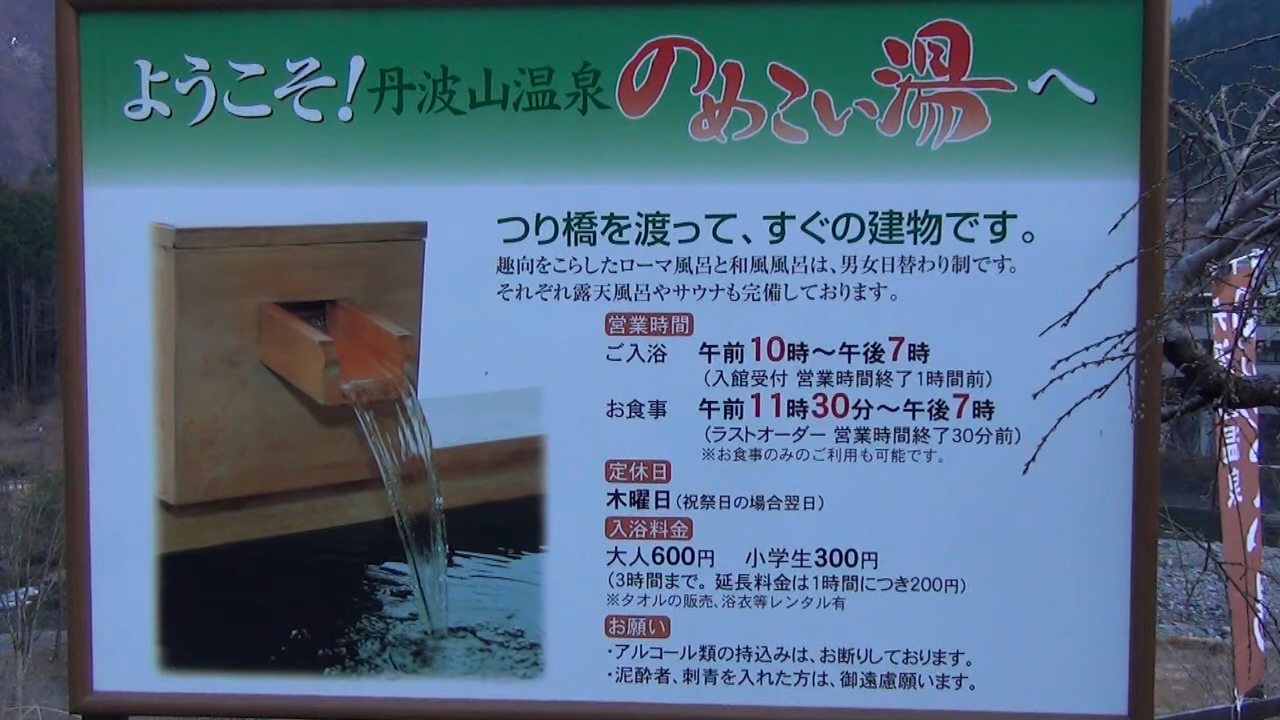 ようこそ!丹波山温泉のめこい湯へ
つり橋を渡って、すぐの建物です。
趣向をこらしたローマ風呂と和風風呂は、男女日替わり制です。
それぞれ露天風呂やサウナも完備しております。
営業時間
ご入浴 午前10時〜午後7時
(入館受付 営業時間終了1時間前)
お食事 午前11時30分〜午後7時
(ラストオーダー 営業時間終了30分前)
※お食事のみのご利用も可能です。
定休日
木曜日(祝祭日の場合翌日)
入浴料金
大人600円 小学生300円
(3時間まで。延長料金は1時間につき200円)
※タオルの販売、浴衣等レンタル有
お願い
・アルコール類の持込みは、お断りしております。
・泥酔者、刺青を入れた方は、御遠慮願います。
温泉